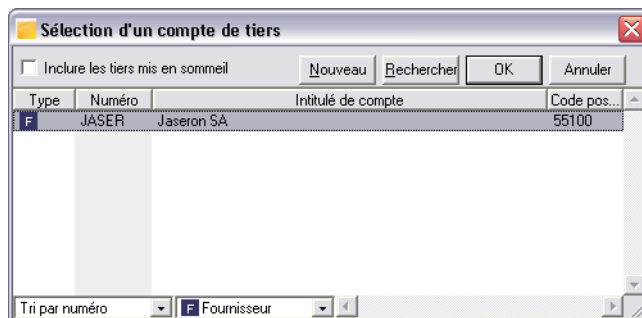 Sélection d'un compte de tiers
Inclure les tiers mis en sommeil Nouveau Rechercher OK Annuler
Type Numéro Intitulé de compte Code pos...
F JASER Jaseron SA 55100
Tri par numéro F Fournisseur